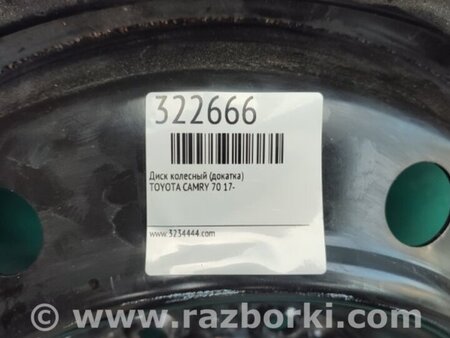 322666
Диск колесный (докатка)
TOYOTA CAMRY 70 17-
www.3234444.com
www.razborki.com